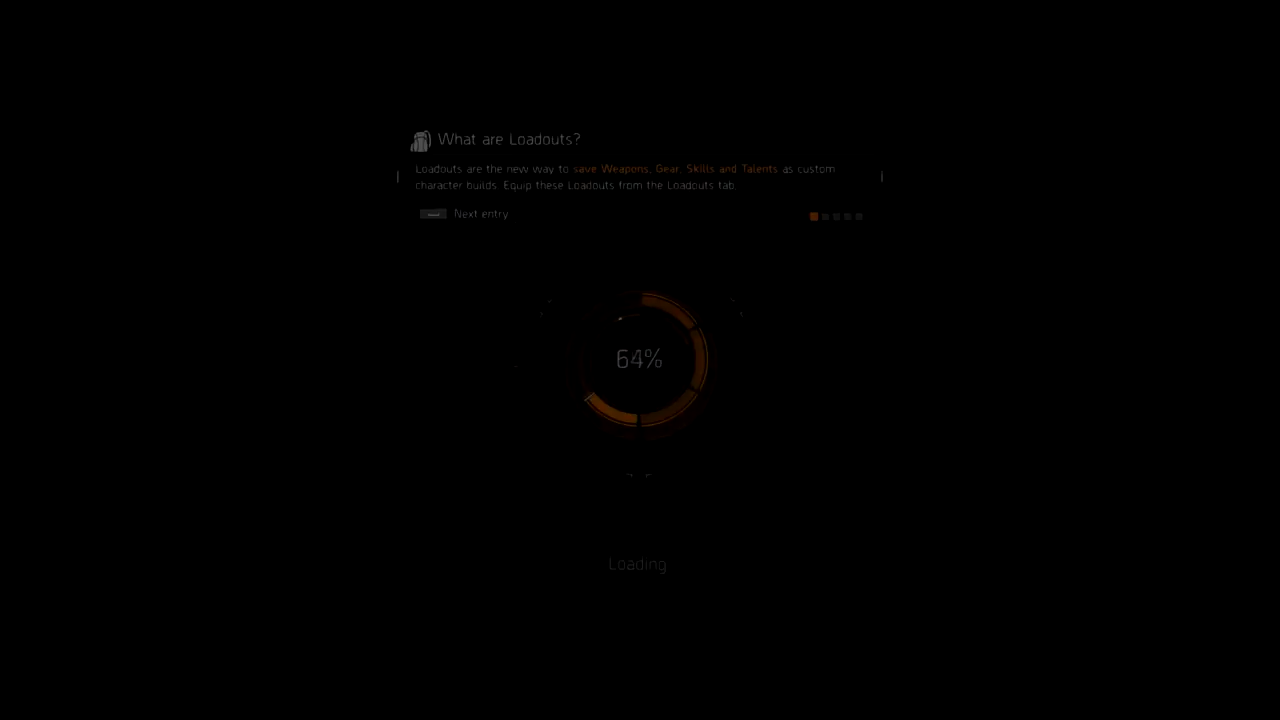 What are Loadouts?
Loadouts are the new way to save Weapons, Gear, Skills and Talents as custom
character builds. Equip these Loadouts from the Loadouts tab.
Next entry
64%
Loading